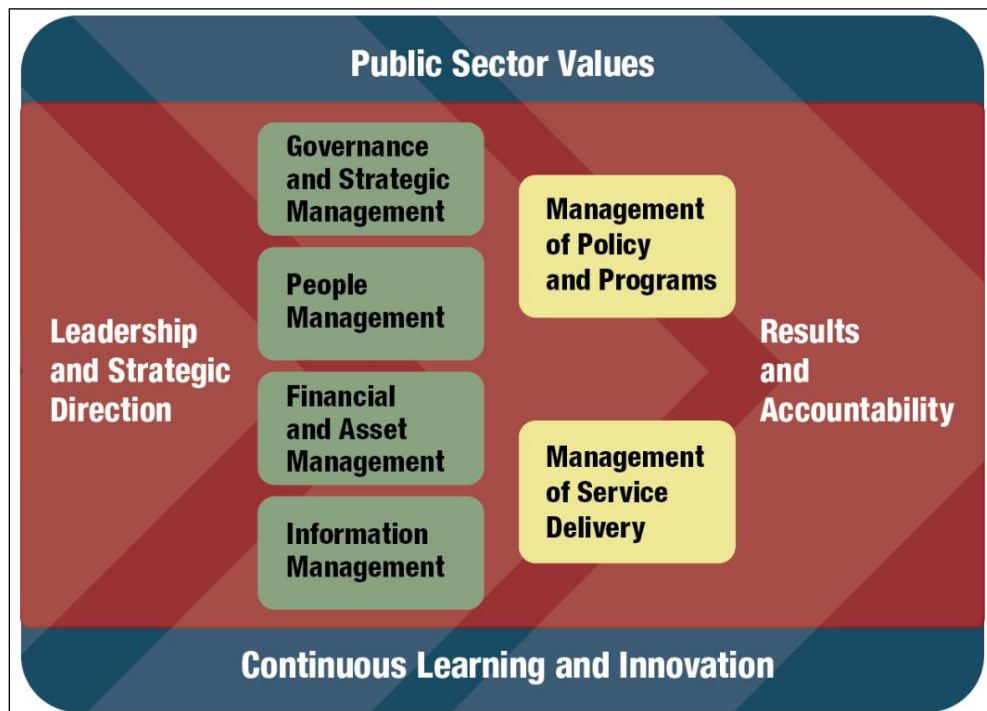 Public Sector Values
Leadership
and Strategic
Direction
Governance
and Strategic
Management
People
Management
Financial
and Asset
Management
Information
Management
Management
of Policy
and Programs
Management
of Service
Delivery
Results
and
Accountability
Continuous Learning and Innovation